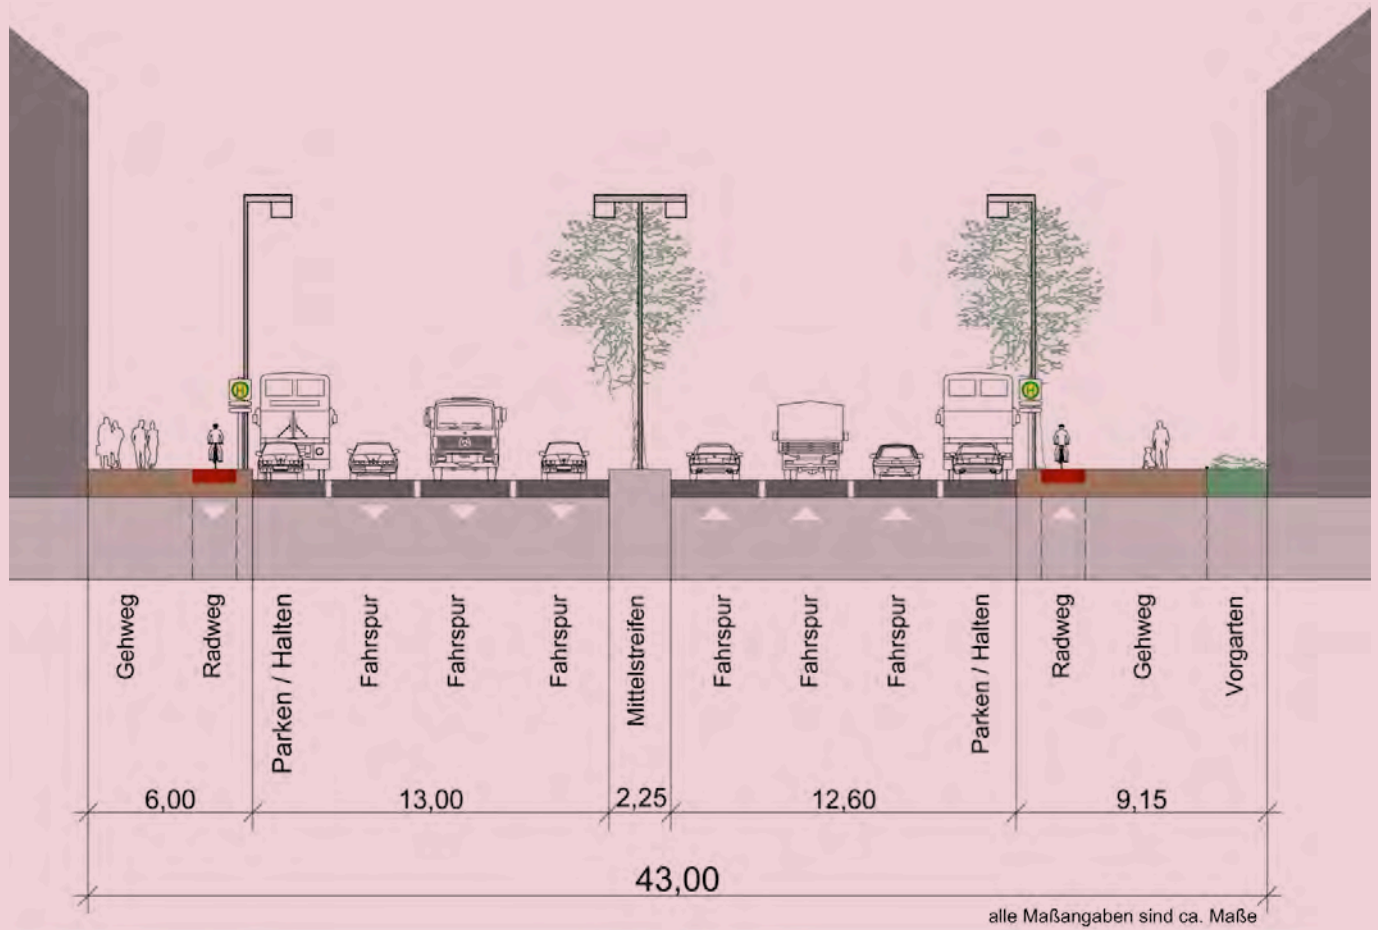 H
H
Gehweg
Radweg
Parken / Halten
Fahrspur
Fahrspur
Fahrspur
Mittelstreifen
Fahrspur
Fahrspur
Fahrspur
Parken / Halten
Radweg
Gehweg
Vorgarten
6,00
13,00
2,25
12,60
9,15
43,00
alle Maßangaben sind ca. Maße